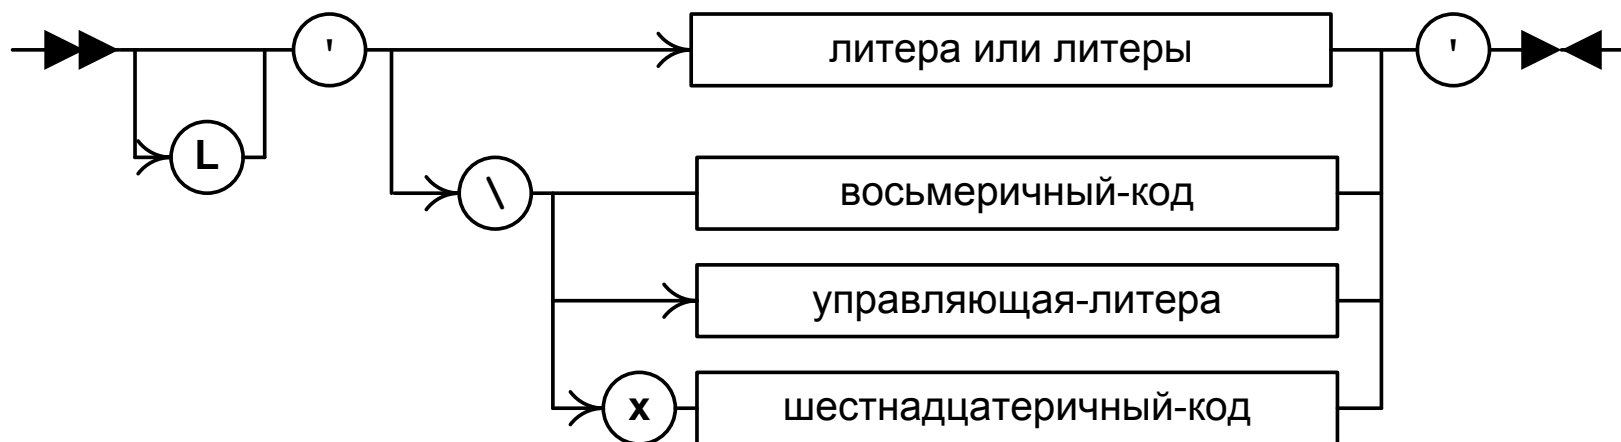 ' литера или литеры '
L
\ восьмеричный-код
управляющая-литера
x шестнадцатеричный-код